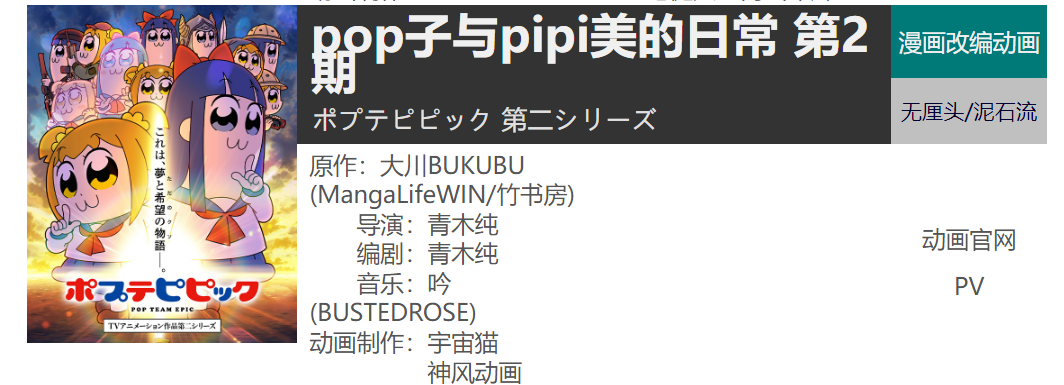 pop子与pipi美的日常 第2
期
ポプテピピック 第二シリーズ
漫画改编动画
无厘头/泥石流
原作：大川BUKUBU
(MangaLifeWIN/竹书房)
导演：青木纯
编剧：青木纯
音乐：吟
(BUSTEDROSE)
动画制作：宇宙猫
神风动画
动画官网
PV
これは、夢と希望の物語――。
ただのクソ
ポプテピピック
POP TEAM EPIC
TVアニメーション作品第二シリーズ